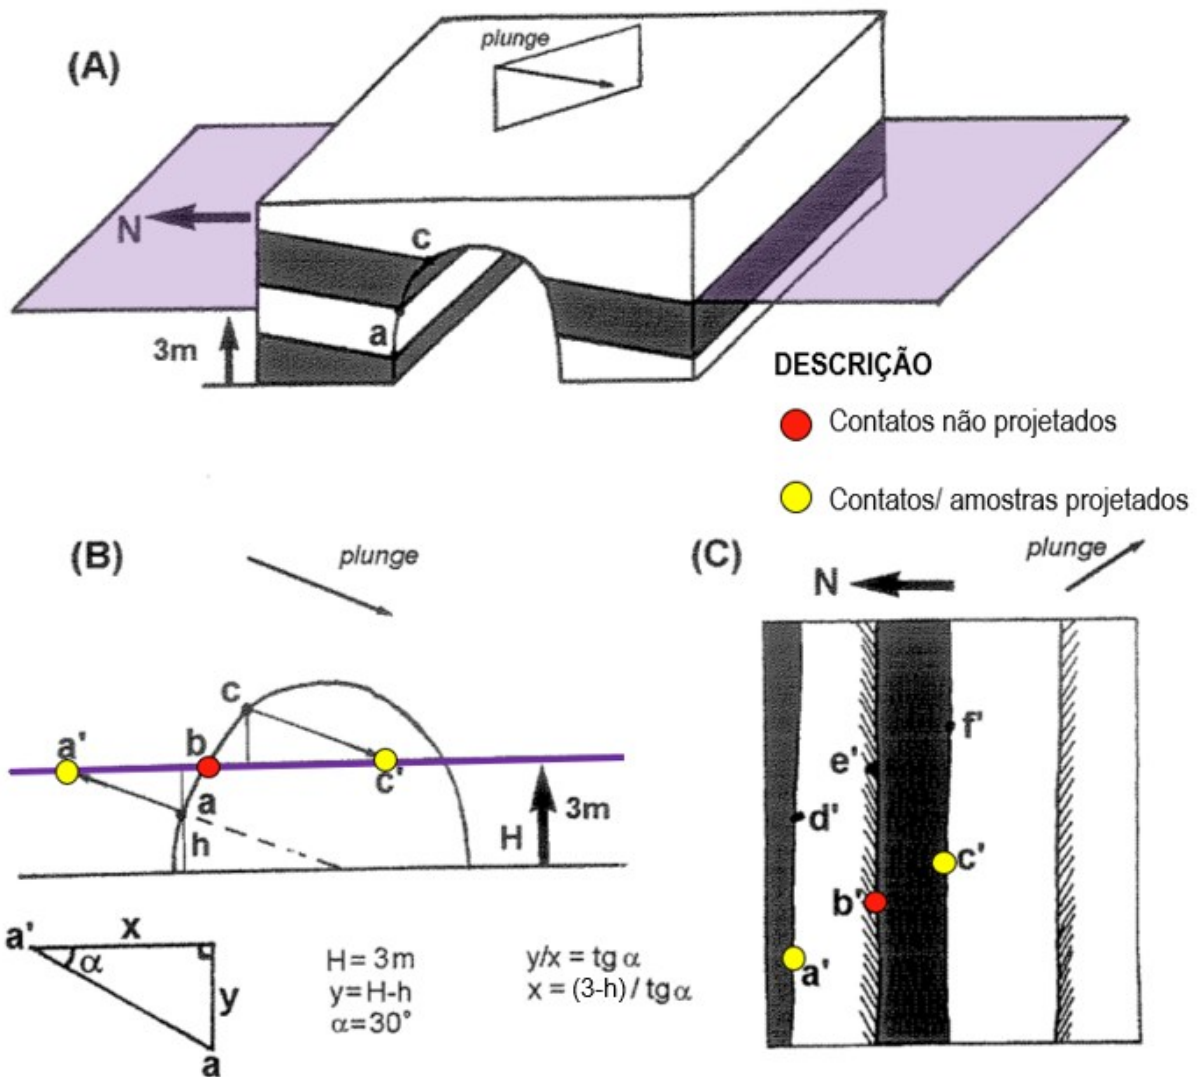 (A)
plunge
N
c
a
3m
DESCRIÇÃO
Contatos não projetados
Contatos/ amostras projetados
(B)
plunge
c
a'
b
c'
a
h
H
3m
a'
x
α
y
a
H= 3m
y=H-h
α=30°
y/x = tg α
x = (3-h) / tg α
(C)
plunge
N
f'
e'
d'
c'
b'
a'